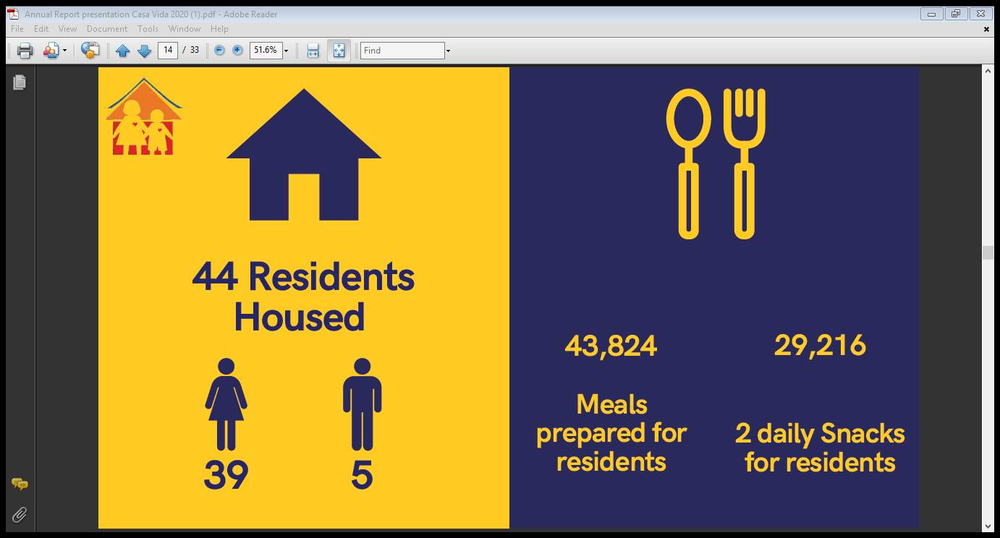 Annual Report presentation Casa Vida 2020 (1).pdf - Adobe Reader
File Edit View Document Tools Window Help
14 / 33 51.6% Find
44 Residents
Housed
39 5
43,824 29,216
Meals
prepared for
residents
2 daily Snacks
for residents